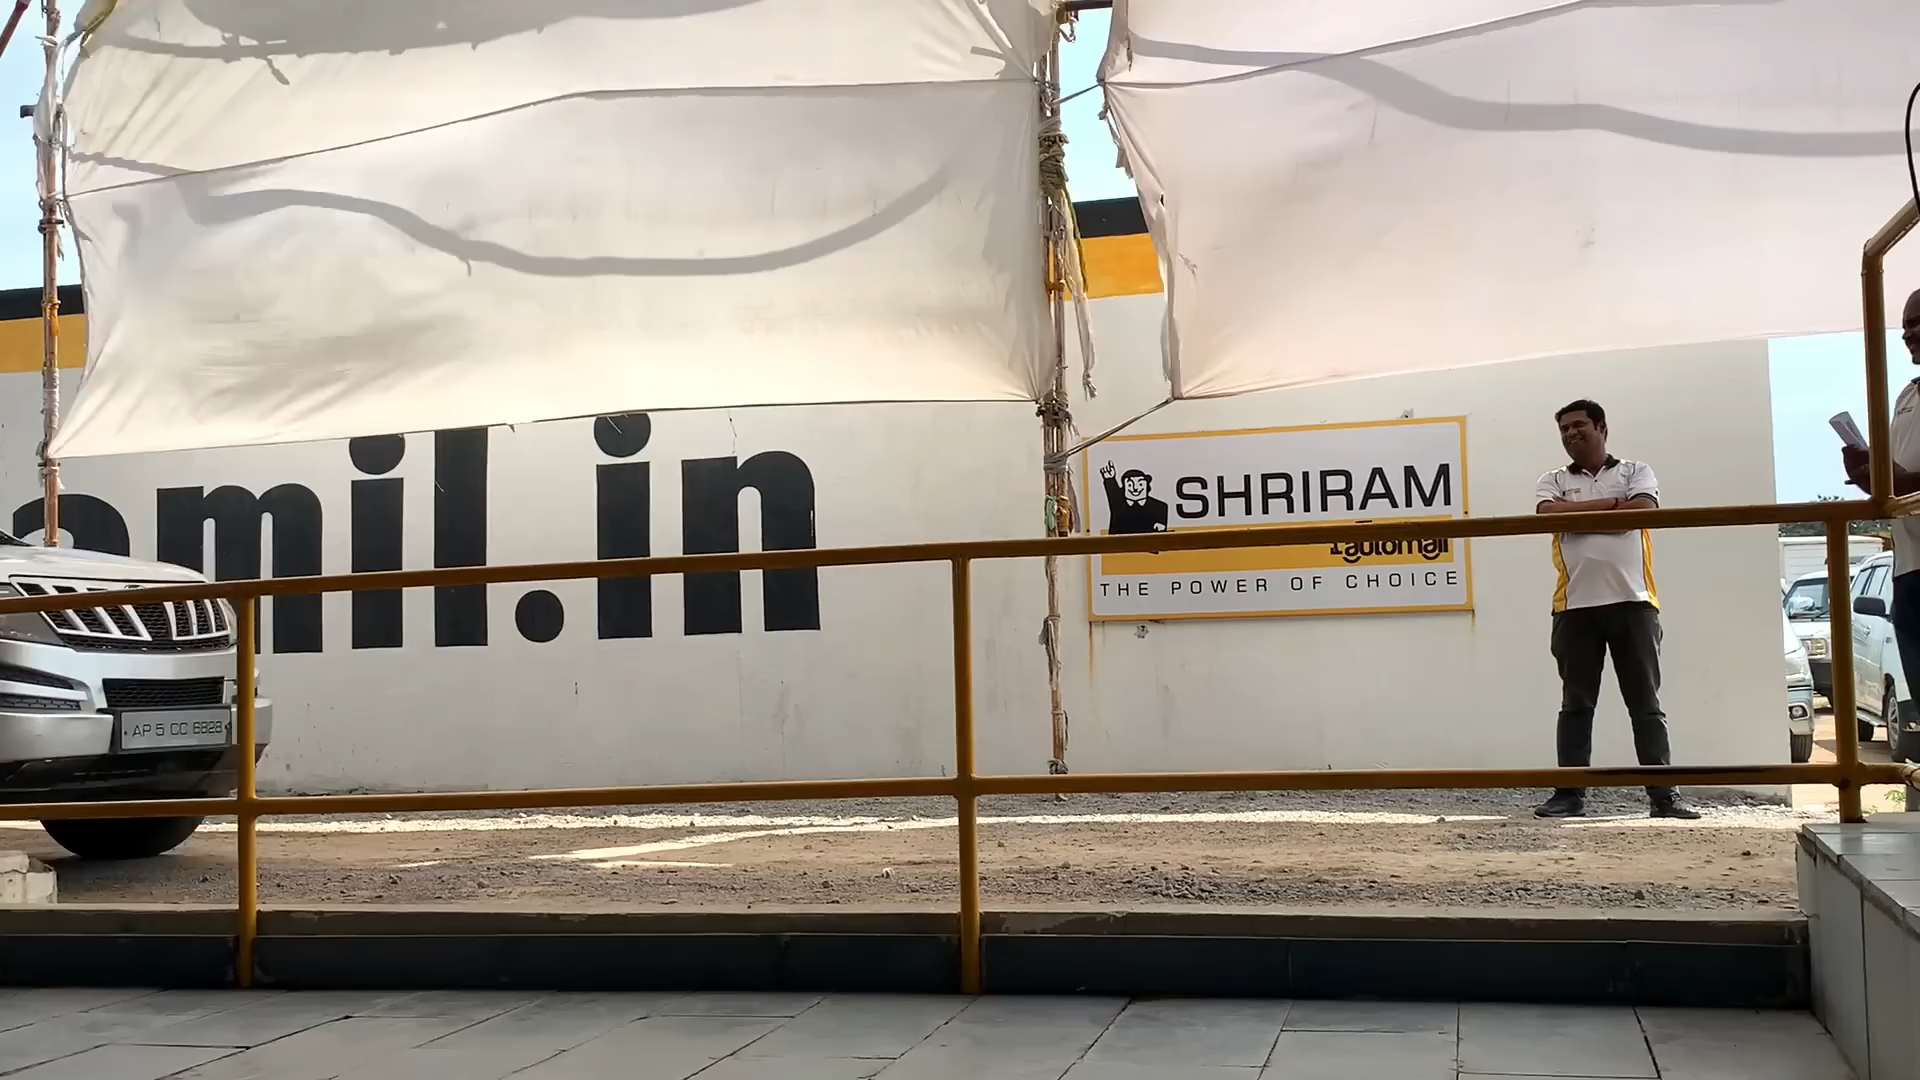 amil.in
SHRIRAM
automall
THE POWER OF CHOICE
AP 5 CC 6828